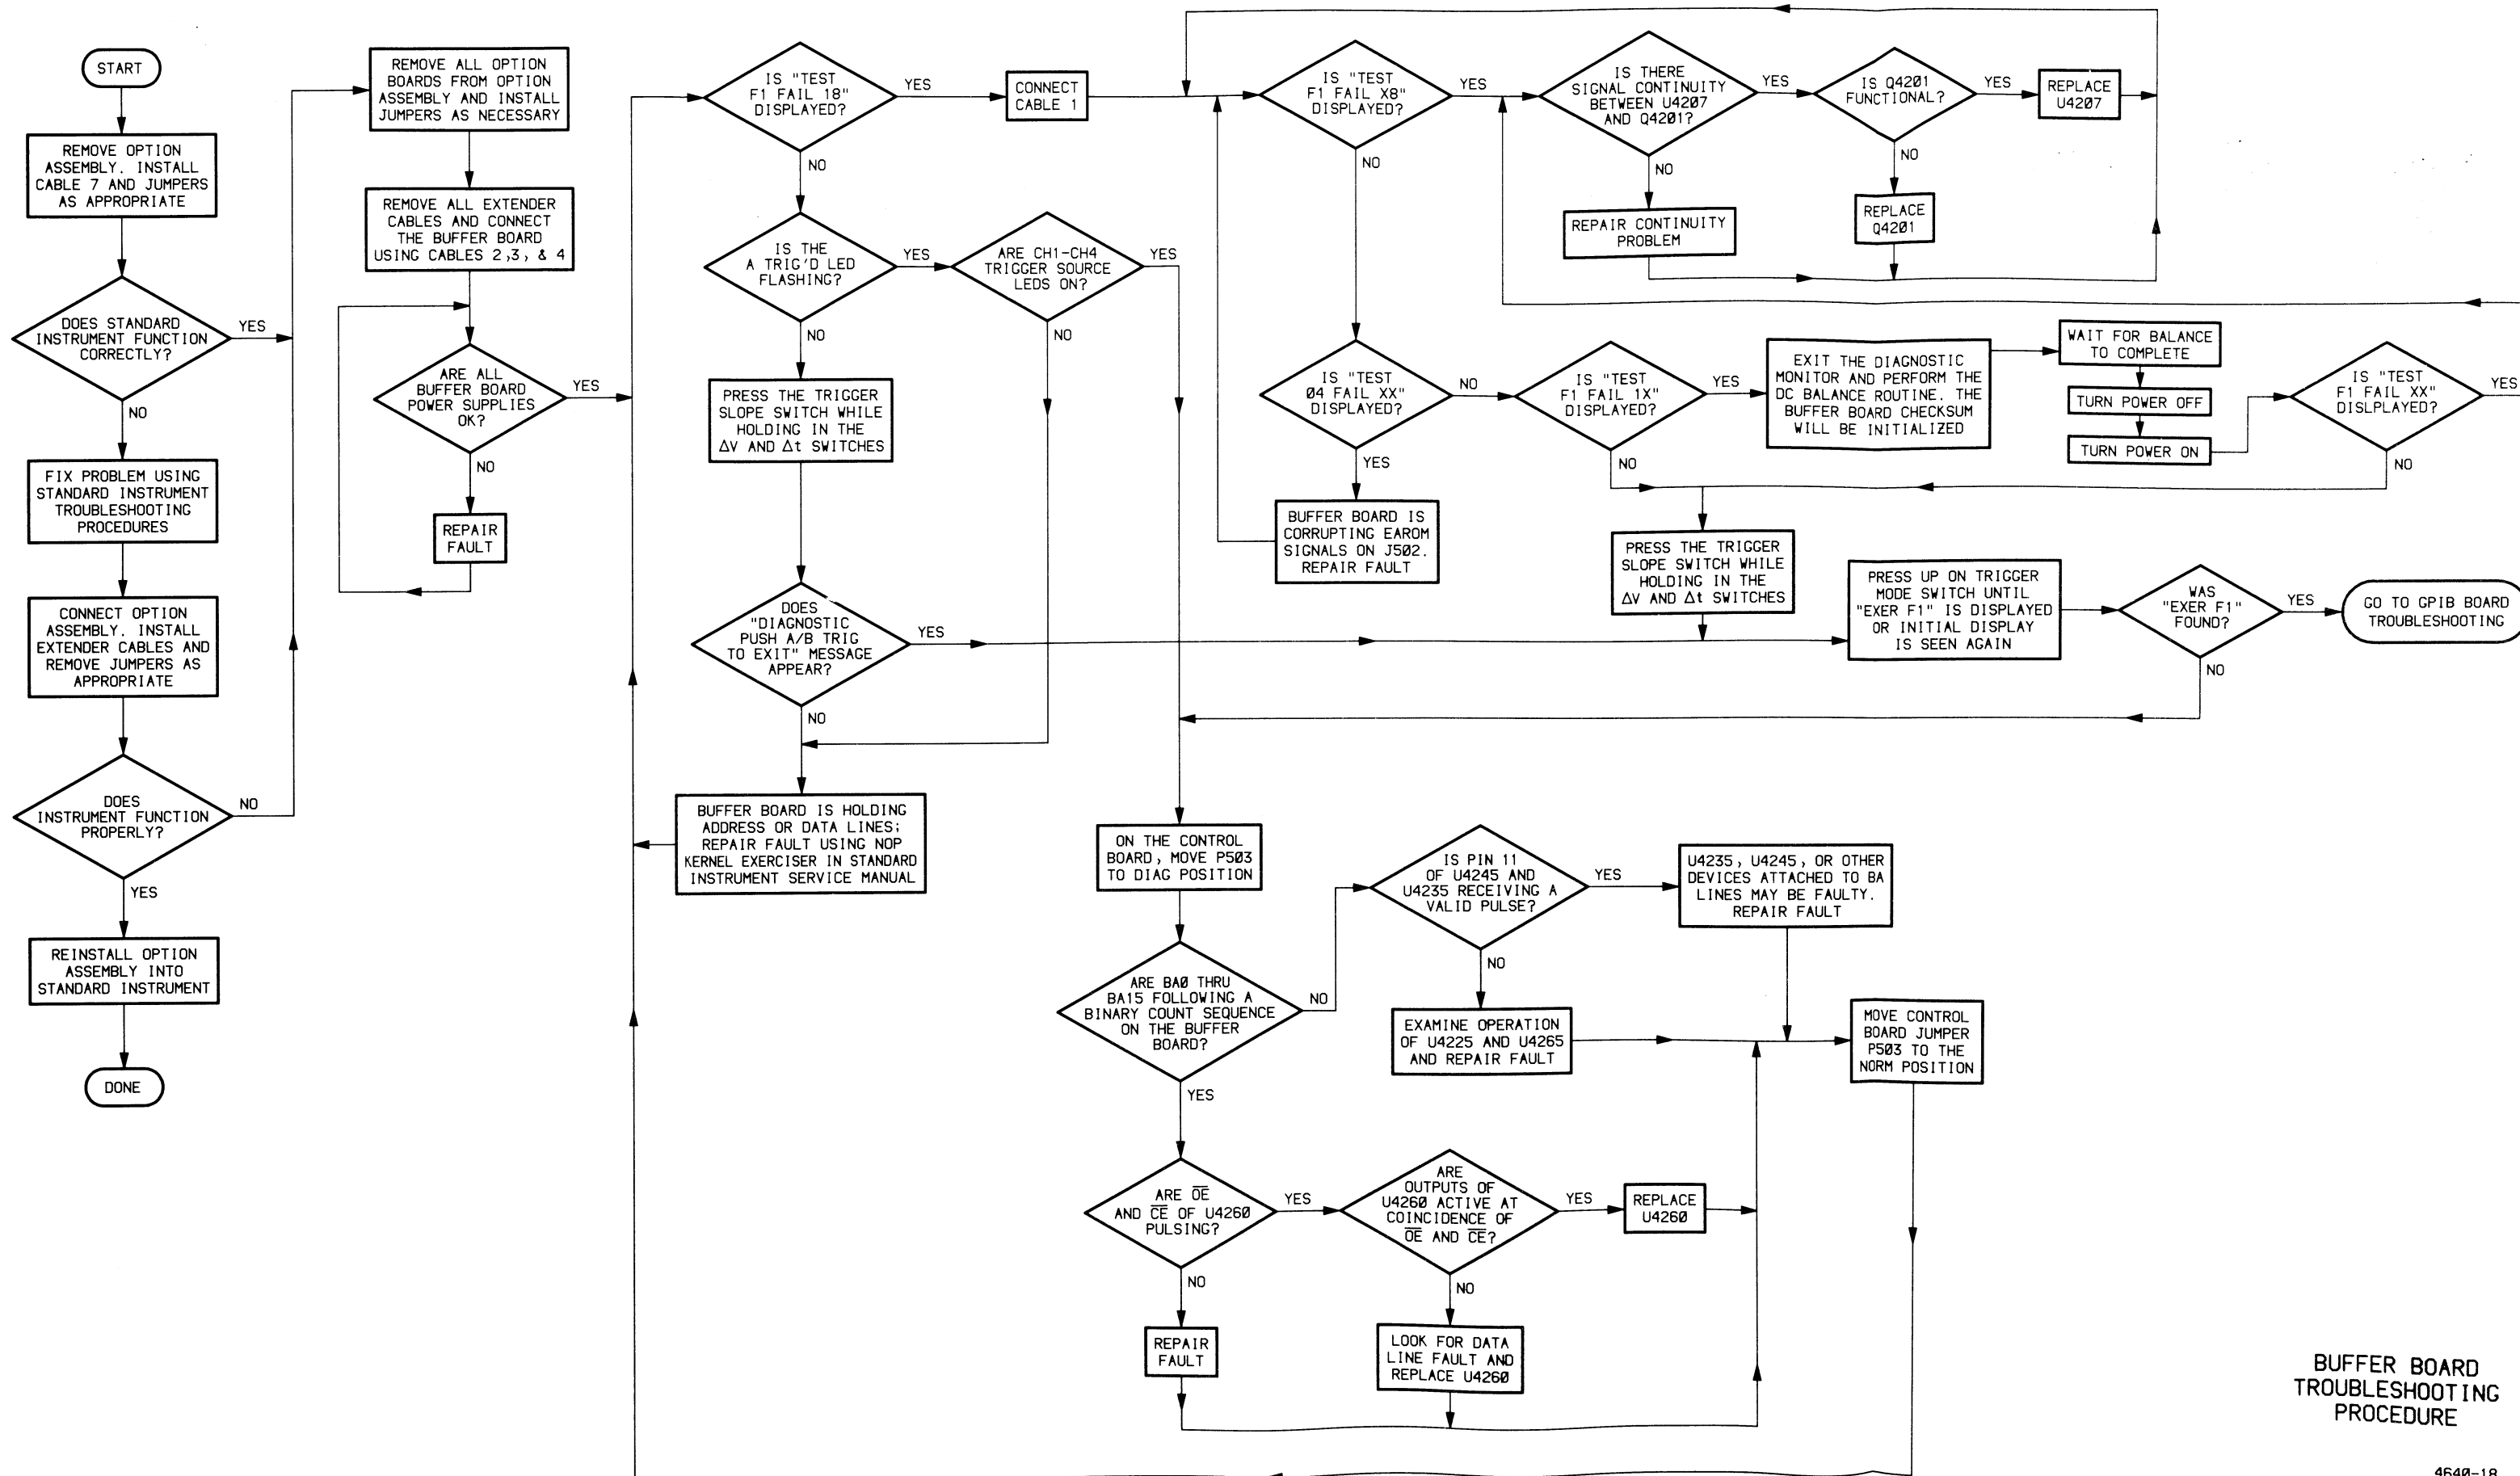 START
REMOVE OPTION
ASSEMBLY. INSTALL
CABLE 7 AND JUMPERS
AS APPROPRIATE
DOES STANDARD
INSTRUMENT FUNCTION
CORRECTLY?
YES
NO
FIX PROBLEM USING
STANDARD INSTRUMENT
TROUBLESHOOTING
PROCEDURES
CONNECT OPTION
ASSEMBLY. INSTALL
EXTENDER CABLES AND
REMOVE JUMPERS AS
APPROPRIATE
DOES
INSTRUMENT FUNCTION
PROPERLY?
NO
YES
REINSTALL OPTION
ASSEMBLY INTO
STANDARD INSTRUMENT
DONE
REMOVE ALL OPTION
BOARDS FROM OPTION
ASSEMBLY AND INSTALL
JUMPERS AS NECESSARY
REMOVE ALL EXTENDER
CABLES AND CONNECT
THE BUFFER BOARD
USING CABLES 2,3, & 4
ARE ALL
BUFFER BOARD
POWER SUPPLIES
OK?
YES
NO
REPAIR
FAULT
IS "TEST
F1 FAIL 18"
DISPLAYED?
YES
NO
CONNECT
CABLE 1
IS THE
A TRIG'D LED
FLASHING?
YES
NO
ARE CH1-CH4
TRIGGER SOURCE
LEDS ON?
YES
NO
PRESS THE TRIGGER
SLOPE SWITCH WHILE
HOLDING IN THE
ΔV AND Δt SWITCHES
DOES
"DIAGNOSTIC
PUSH A/B TRIG
TO EXIT" MESSAGE
APPEAR?
YES
NO
BUFFER BOARD IS HOLDING
ADDRESS OR DATA LINES;
REPAIR FAULT USING NOP
KERNEL EXERCISER IN STANDARD
INSTRUMENT SERVICE MANUAL
IS "TEST
F1 FAIL X8"
DISPLAYED?
YES
NO
IS THERE
SIGNAL CONTINUITY
BETWEEN U4207
AND Q4201?
YES
NO
IS Q4201
FUNCTIONAL?
YES
NO
REPLACE
U4207
REPAIR CONTINUITY
PROBLEM
REPLACE
Q4201
IS "TEST
04 FAIL XX"
DISPLAYED?
NO
YES
BUFFER BOARD IS
CORRUPTING EAROM
SIGNALS ON J502.
REPAIR FAULT
IS "TEST
F1 FAIL 1X"
DISPLAYED?
YES
NO
EXIT THE DIAGNOSTIC
MONITOR AND PERFORM THE
DC BALANCE ROUTINE. THE
BUFFER BOARD CHECKSUM
WILL BE INITIALIZED
WAIT FOR BALANCE
TO COMPLETE
TURN POWER OFF
TURN POWER ON
IS "TEST
F1 FAIL XX"
DISLPLAYED?
YES
NO
PRESS THE TRIGGER
SLOPE SWITCH WHILE
HOLDING IN THE
ΔV AND Δt SWITCHES
PRESS UP ON TRIGGER
MODE SWITCH UNTIL
"EXER F1" IS DISPLAYED
OR INITIAL DISPLAY
IS SEEN AGAIN
WAS
"EXER F1"
FOUND?
YES
NO
GO TO GPIB BOARD
TROUBLESHOOTING
ON THE CONTROL
BOARD, MOVE P503
TO DIAG POSITION
ARE BA0 THRU
BA15 FOLLOWING A
BINARY COUNT SEQUENCE
ON THE BUFFER
BOARD?
NO
YES
IS PIN 11
OF U4245 AND
U4235 RECEIVING A
VALID PULSE?
YES
NO
U4235, U4245, OR OTHER
DEVICES ATTACHED TO BA
LINES MAY BE FAULTY.
REPAIR FAULT
EXAMINE OPERATION
OF U4225 AND U4265
AND REPAIR FAULT
MOVE CONTROL
BOARD JUMPER
P503 TO THE
NORM POSITION
ARE O̅E̅
AND C̅E̅ OF U4260
PULSING?
YES
NO
ARE
OUTPUTS OF
U4260 ACTIVE AT
COINCIDENCE OF
O̅E̅ AND C̅E̅?
YES
NO
REPLACE
U4260
REPAIR
FAULT
LOOK FOR DATA
LINE FAULT AND
REPLACE U4260
BUFFER BOARD
TROUBLESHOOTING
PROCEDURE
4640-18